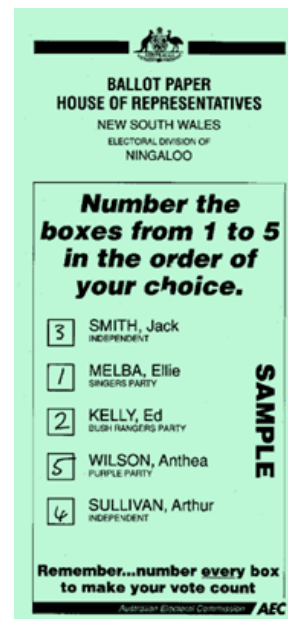 BALLOT PAPER
HOUSE OF REPRESENTATIVES
NEW SOUTH WALES
ELECTORAL DIVISION OF
NINGALOO
Number the
boxes from 1 to 5
in the order of
your choice.
3 SMITH, Jack
INDEPENDENT
1 MELBA, Ellie
SINGERS PARTY
2 KELLY, Ed
BUSH RANGERS PARTY
5 WILSON, Anthea
PURPLE PARTY
4 SULLIVAN, Arthur
INDEPENDENT
SAMPLE
Remember...number every box
to make your vote count
Australian Electoral Commission AEC